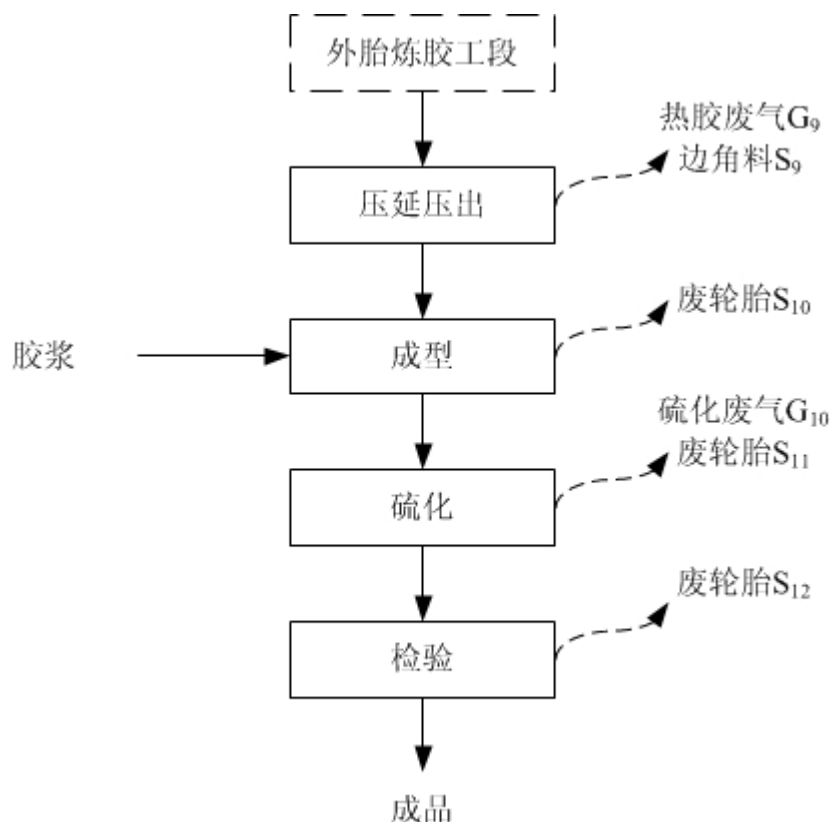 外胎炼胶工段
热胶废气G₉
边角料S₉
压延压出
废轮胎S₁₀
胶浆
成型
硫化废气G₁₀
废轮胎S₁₁
硫化
废轮胎S₁₂
检验
成品